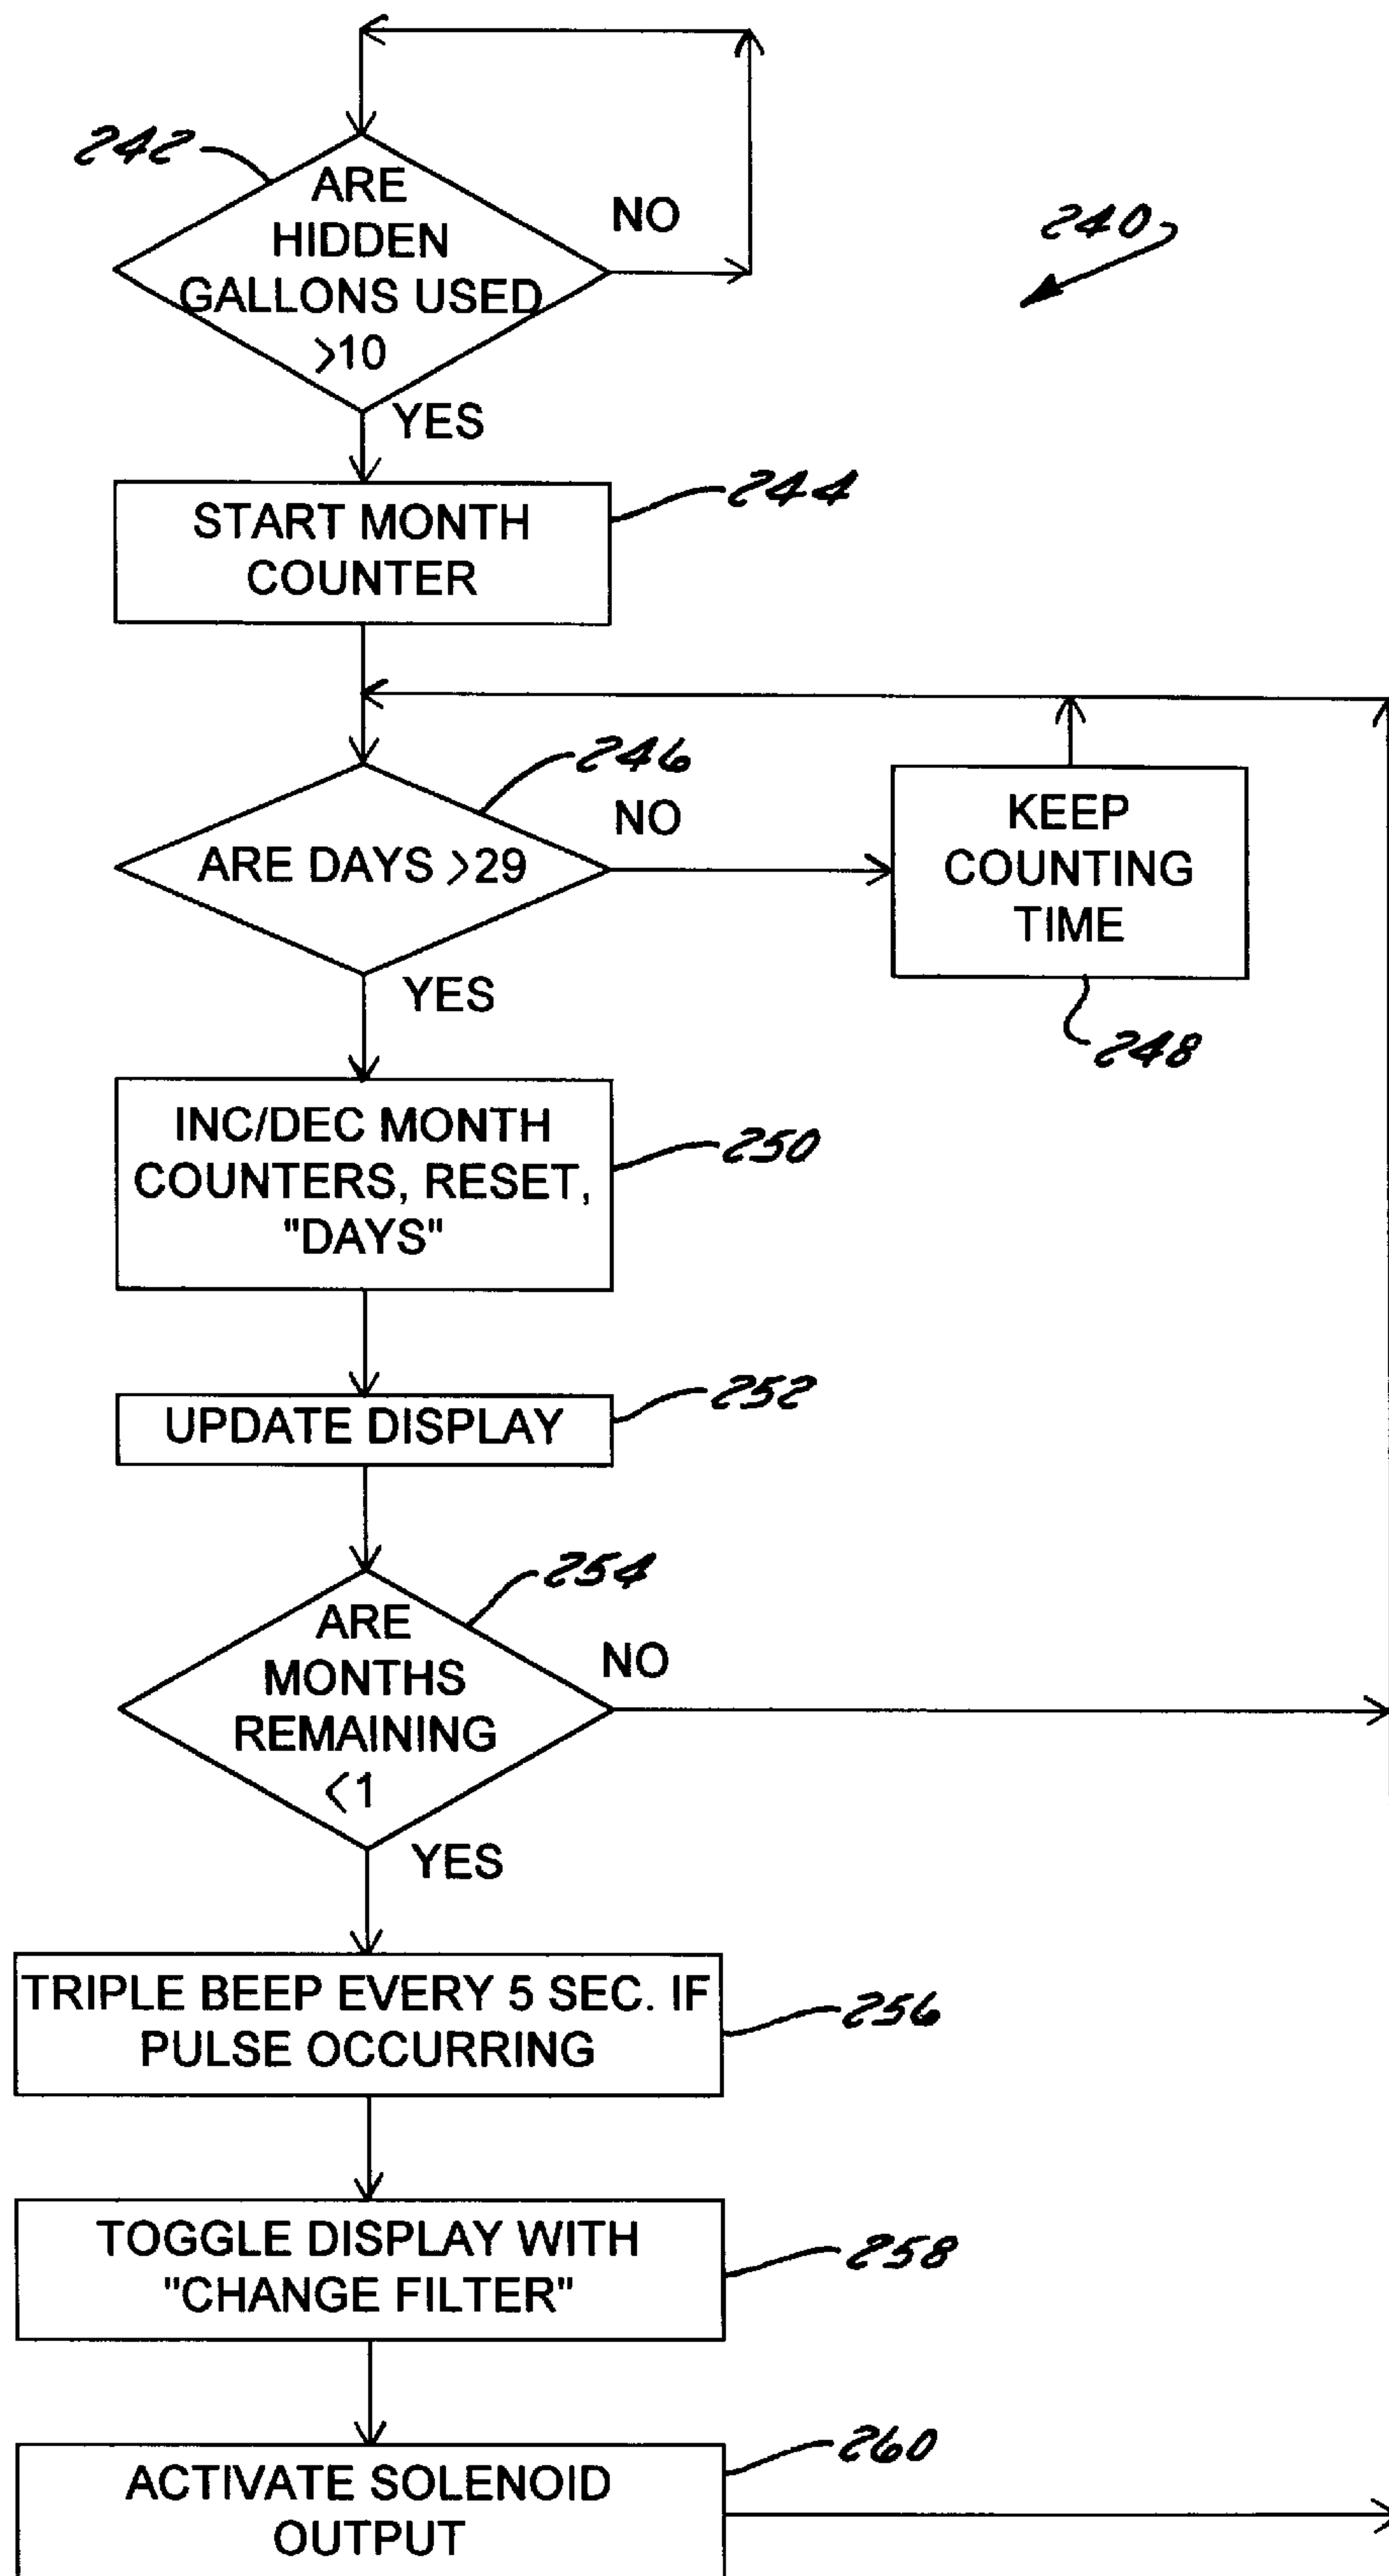 242
ARE
HIDDEN
GALLONS USED
>10
NO
240
YES
START MONTH
COUNTER
244
246
ARE DAYS >29
NO
KEEP
COUNTING
TIME
248
YES
INC/DEC MONTH
COUNTERS, RESET,
"DAYS"
250
UPDATE DISPLAY
252
254
ARE
MONTHS
REMAINING
<1
NO
YES
TRIPLE BEEP EVERY 5 SEC. IF
PULSE OCCURRING
256
TOGGLE DISPLAY WITH
"CHANGE FILTER"
258
ACTIVATE SOLENOID
OUTPUT
260